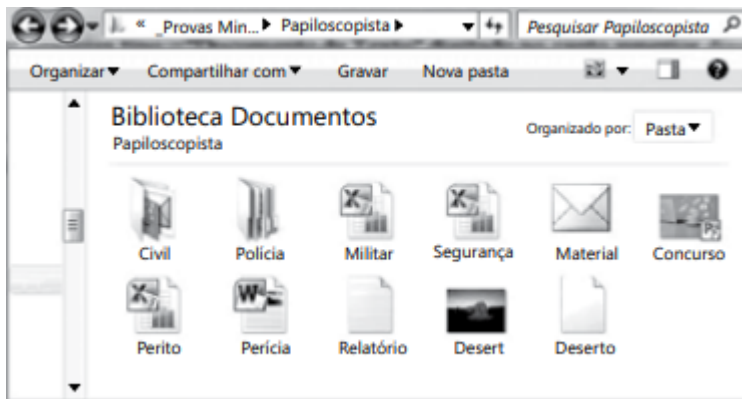 « _Provas Min... Papiloscopista Pesquisar Papiloscopista
Organizar Compartilhar com Gravar Nova pasta
Biblioteca Documentos
Papiloscopista
Organizado por: Pasta
Civil Policia Militar Segurança Material Concurso
Perito Perícia Relatório Desert Deserto